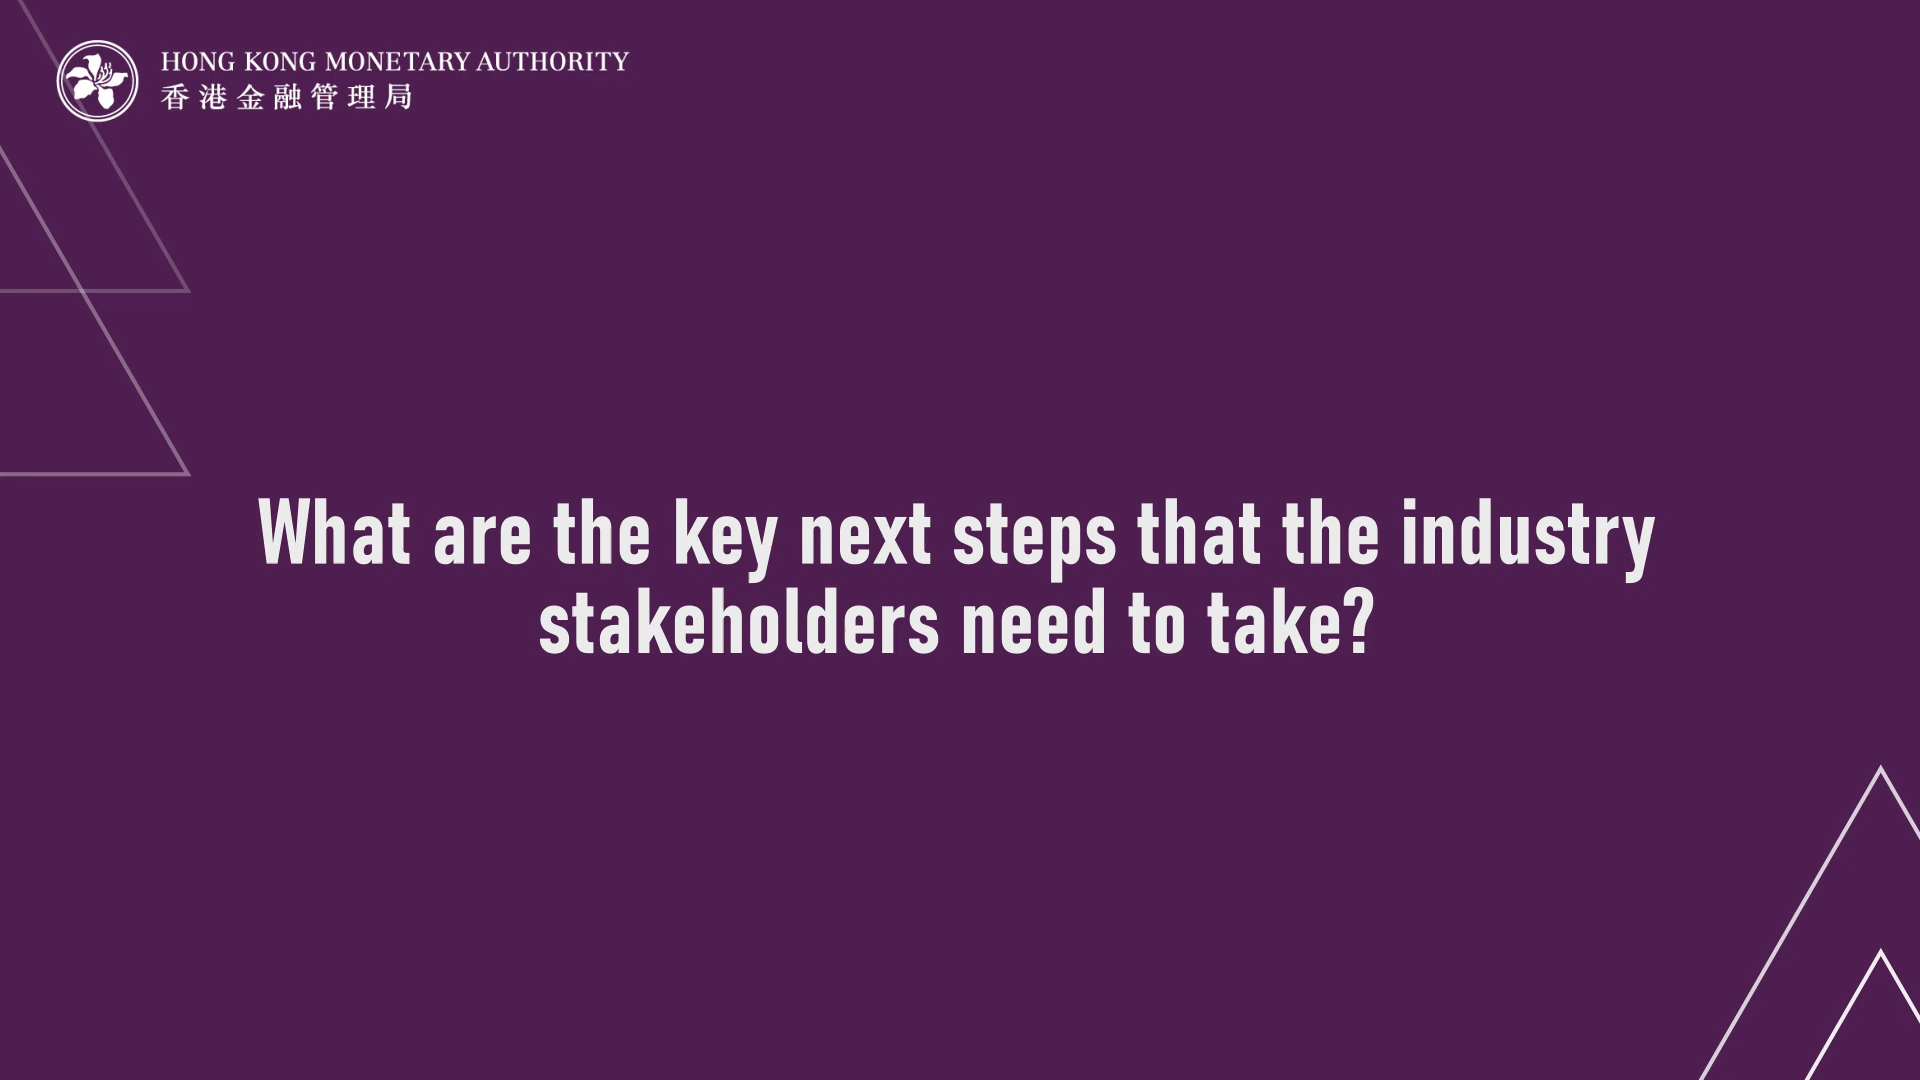 HONG KONG MONETARY AUTHORITY
香港金融管理局
What are the key next steps that the industry
stakeholders need to take?